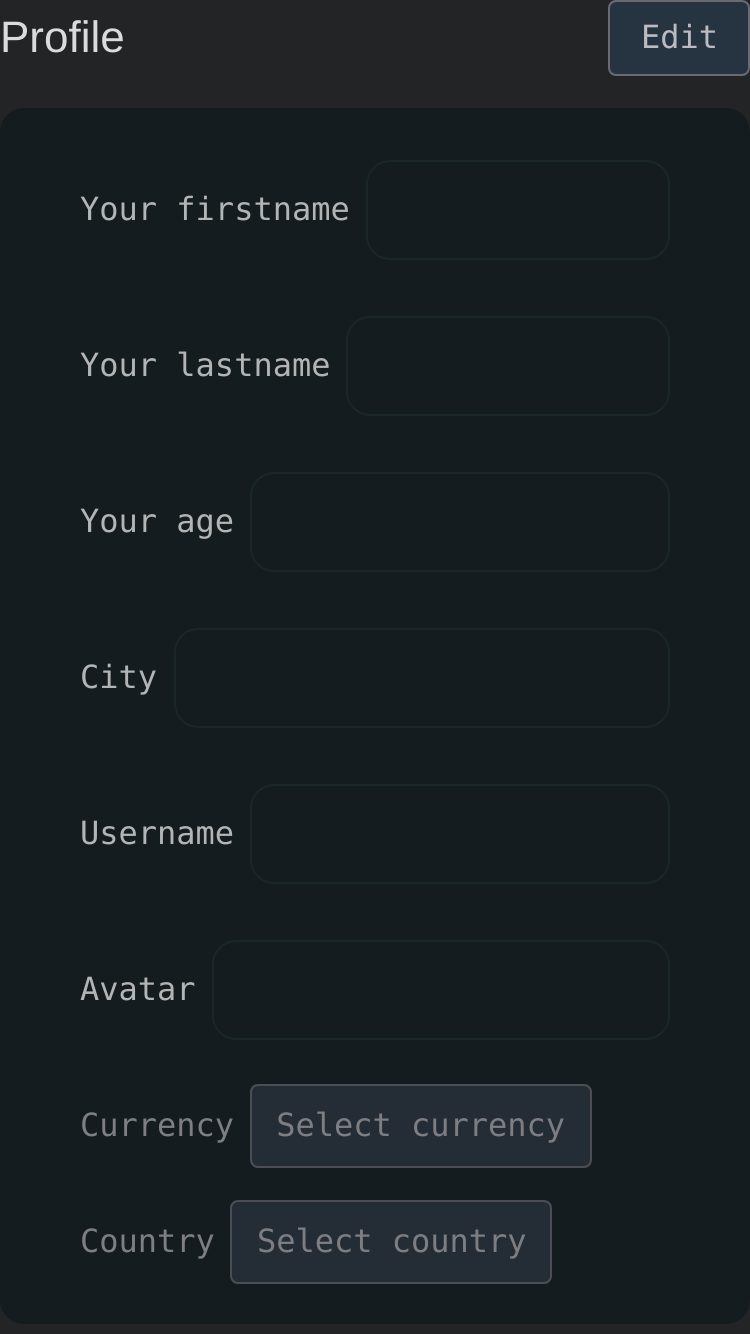 Profile
Edit
Your firstname
Your lastname
Your age
City
Username
Avatar
Currency Select currency
Country Select country